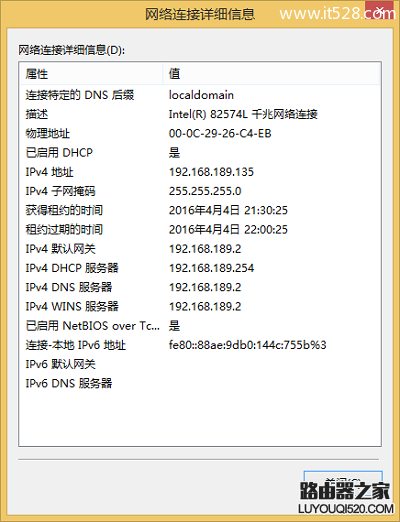 网络连接详细信息
www.it528.com
网络连接详细信息(D):
属性 值
连接特定的 DNS 后缀 localdomain
描述 Intel(R) 82574L 千兆网络连接
物理地址 00-0C-29-26-C4-EB
已启用 DHCP 是
IPv4 地址 192.168.189.135
IPv4 子网掩码 255.255.255.0
获得租约的时间 2016年4月4日 21:30:25
租约过期的时间 2016年4月4日 22:00:25
IPv4 默认网关 192.168.189.2
IPv4 DHCP 服务器 192.168.189.254
IPv4 DNS 服务器 192.168.189.2
IPv4 WINS 服务器 192.168.189.2
已启用 NetBIOS over Tc... 是
连接-本地 IPv6 地址 fe80::88ae:9db0:144c:755b%3
IPv6 默认网关
IPv6 DNS 服务器
路由器之家
LUYOUQI520.COM